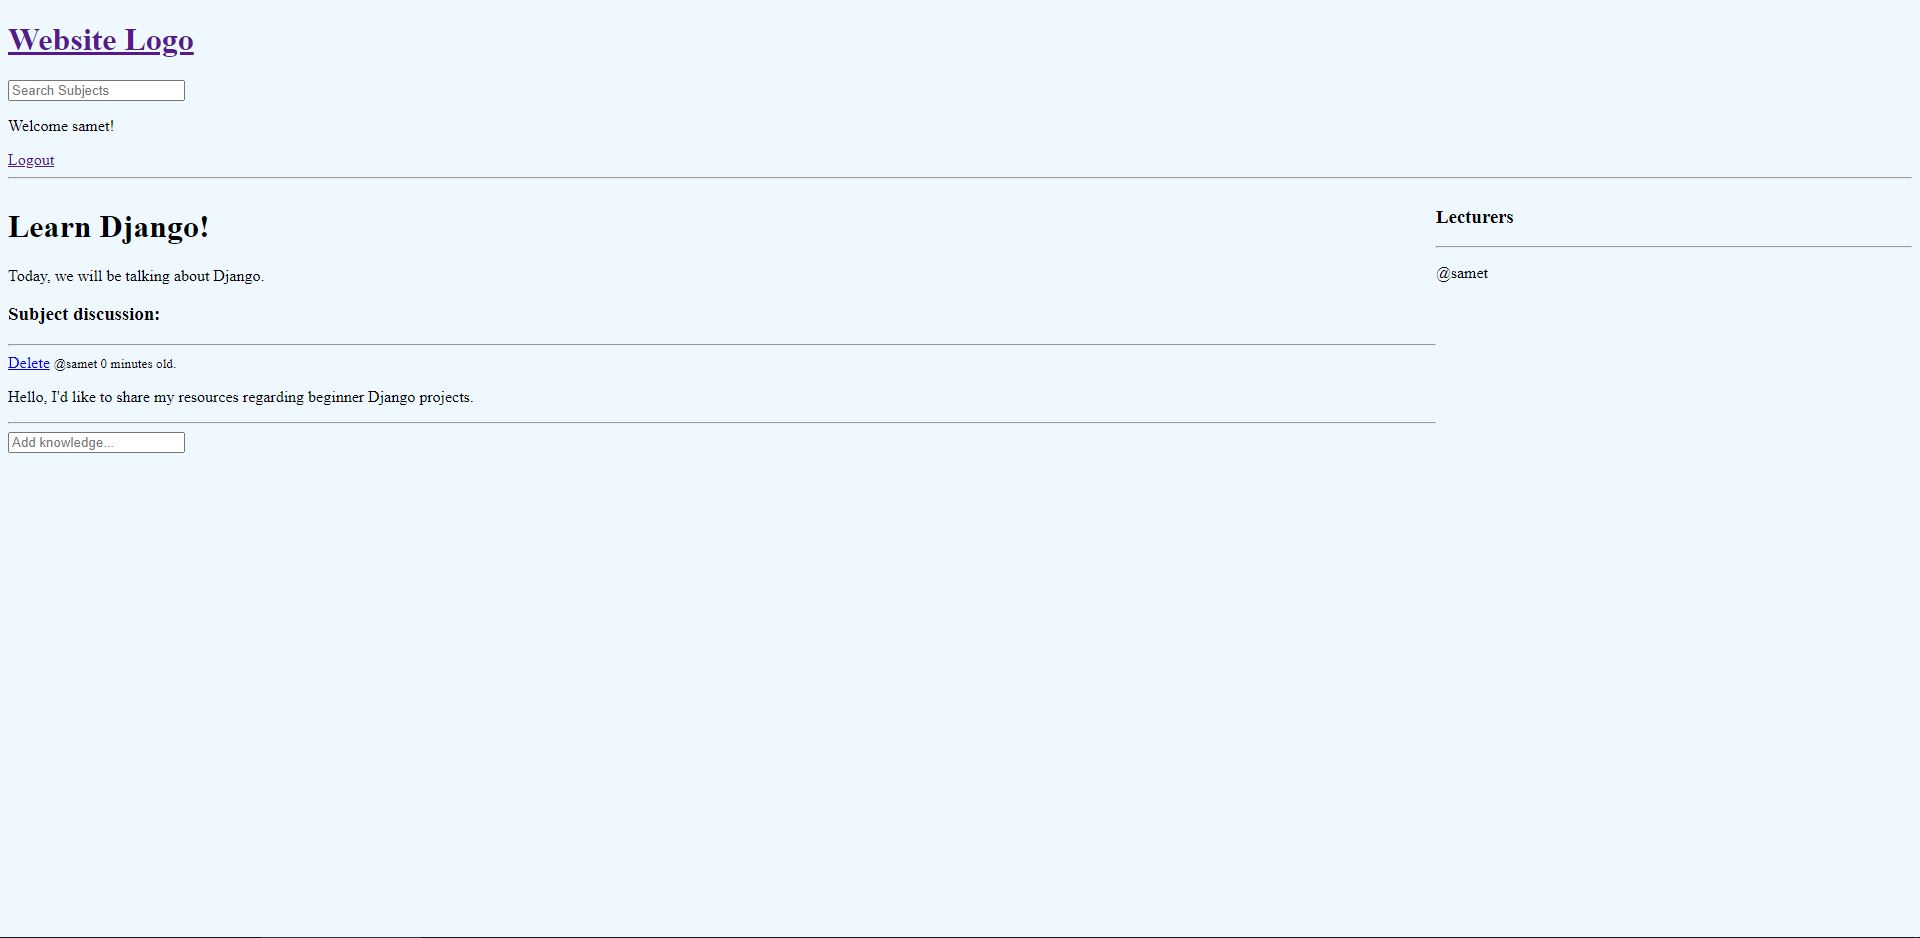 Website Logo
Search Subjects
Welcome samet!
Logout
Learn Django!
Today, we will be talking about Django.
Subject discussion:
Delete @samet 0 minutes old.
Hello, I'd like to share my resources regarding beginner Django projects.
Add knowledge...
Lecturers
@samet